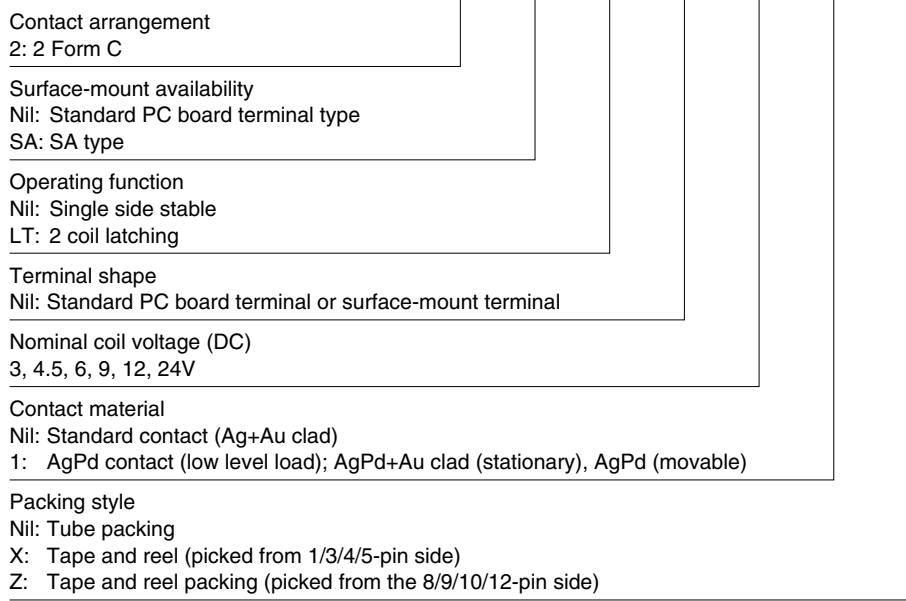 Contact arrangement
2: 2 Form C
Surface-mount availability
Nil: Standard PC board terminal type
SA: SA type
Operating function
Nil: Single side stable
LT: 2 coil latching
Terminal shape
Nil: Standard PC board terminal or surface-mount terminal
Nominal coil voltage (DC)
3, 4.5, 6, 9, 12, 24V
Contact material
Nil: Standard contact (Ag+Au clad)
1: AgPd contact (low level load); AgPd+Au clad (stationary), AgPd (movable)
Packing style
Nil: Tube packing
X: Tape and reel (picked from 1/3/4/5-pin side)
Z: Tape and reel packing (picked from the 8/9/10/12-pin side)